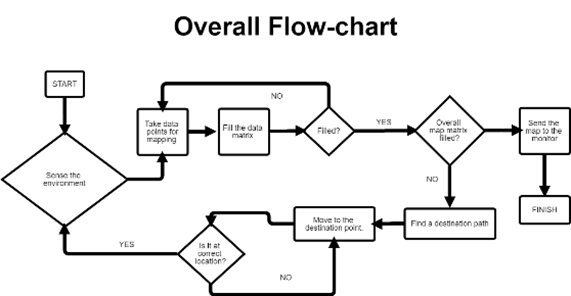 Overall Flow-chart
START
NO
Take data
points for
mapping
Fill the data
matrix
Filled?
YES
Overall
map matrix
filled?
Send the
map to the
monitor
Sense the
environment
NO
FINISH
Move to the
destination point.
Find a destination path
YES
Is it at
correct
location?
NO